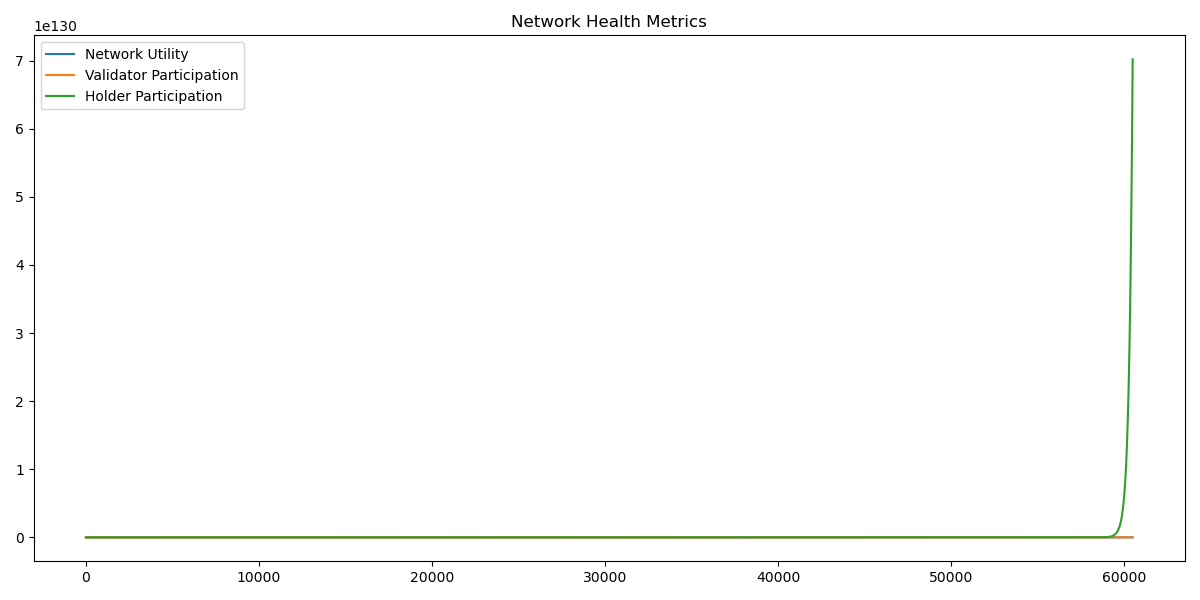 Network Health Metrics
1e130
Network Utility
Validator Participation
Holder Participation
7
6
5
4
3
2
1
0
0 10000 20000 30000 40000 50000 60000